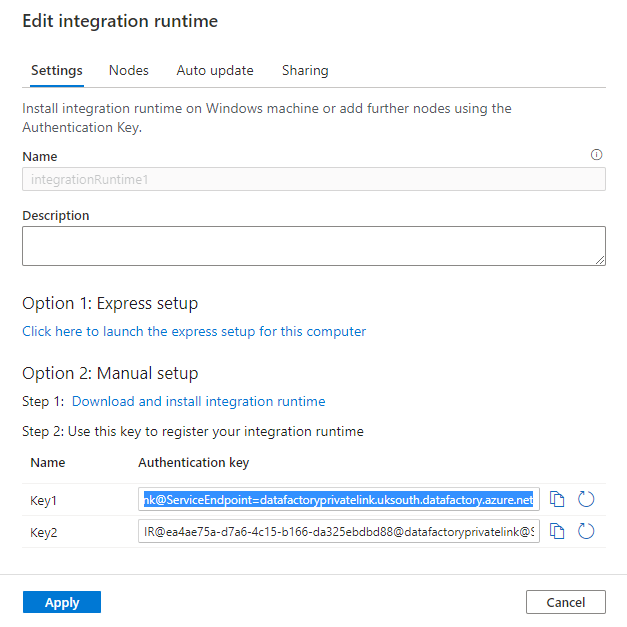 Edit integration runtime
Settings Nodes Auto update Sharing
Install integration runtime on Windows machine or add further nodes using the
Authentication Key.
Name
integrationRuntime1
Description
Option 1: Express setup
Click here to launch the express setup for this computer
Option 2: Manual setup
Step 1: Download and install integration runtime
Step 2: Use this key to register your integration runtime
Name Authentication key
Key1 nk@ServiceEndpoint=datafactoryprivatelink.uksouth.datafactory.azure.net
Key2 IR@ea4ae75a-d7a6-4c15-b166-da325ebdbd88@datafactoryprivatelink@S
Apply Cancel